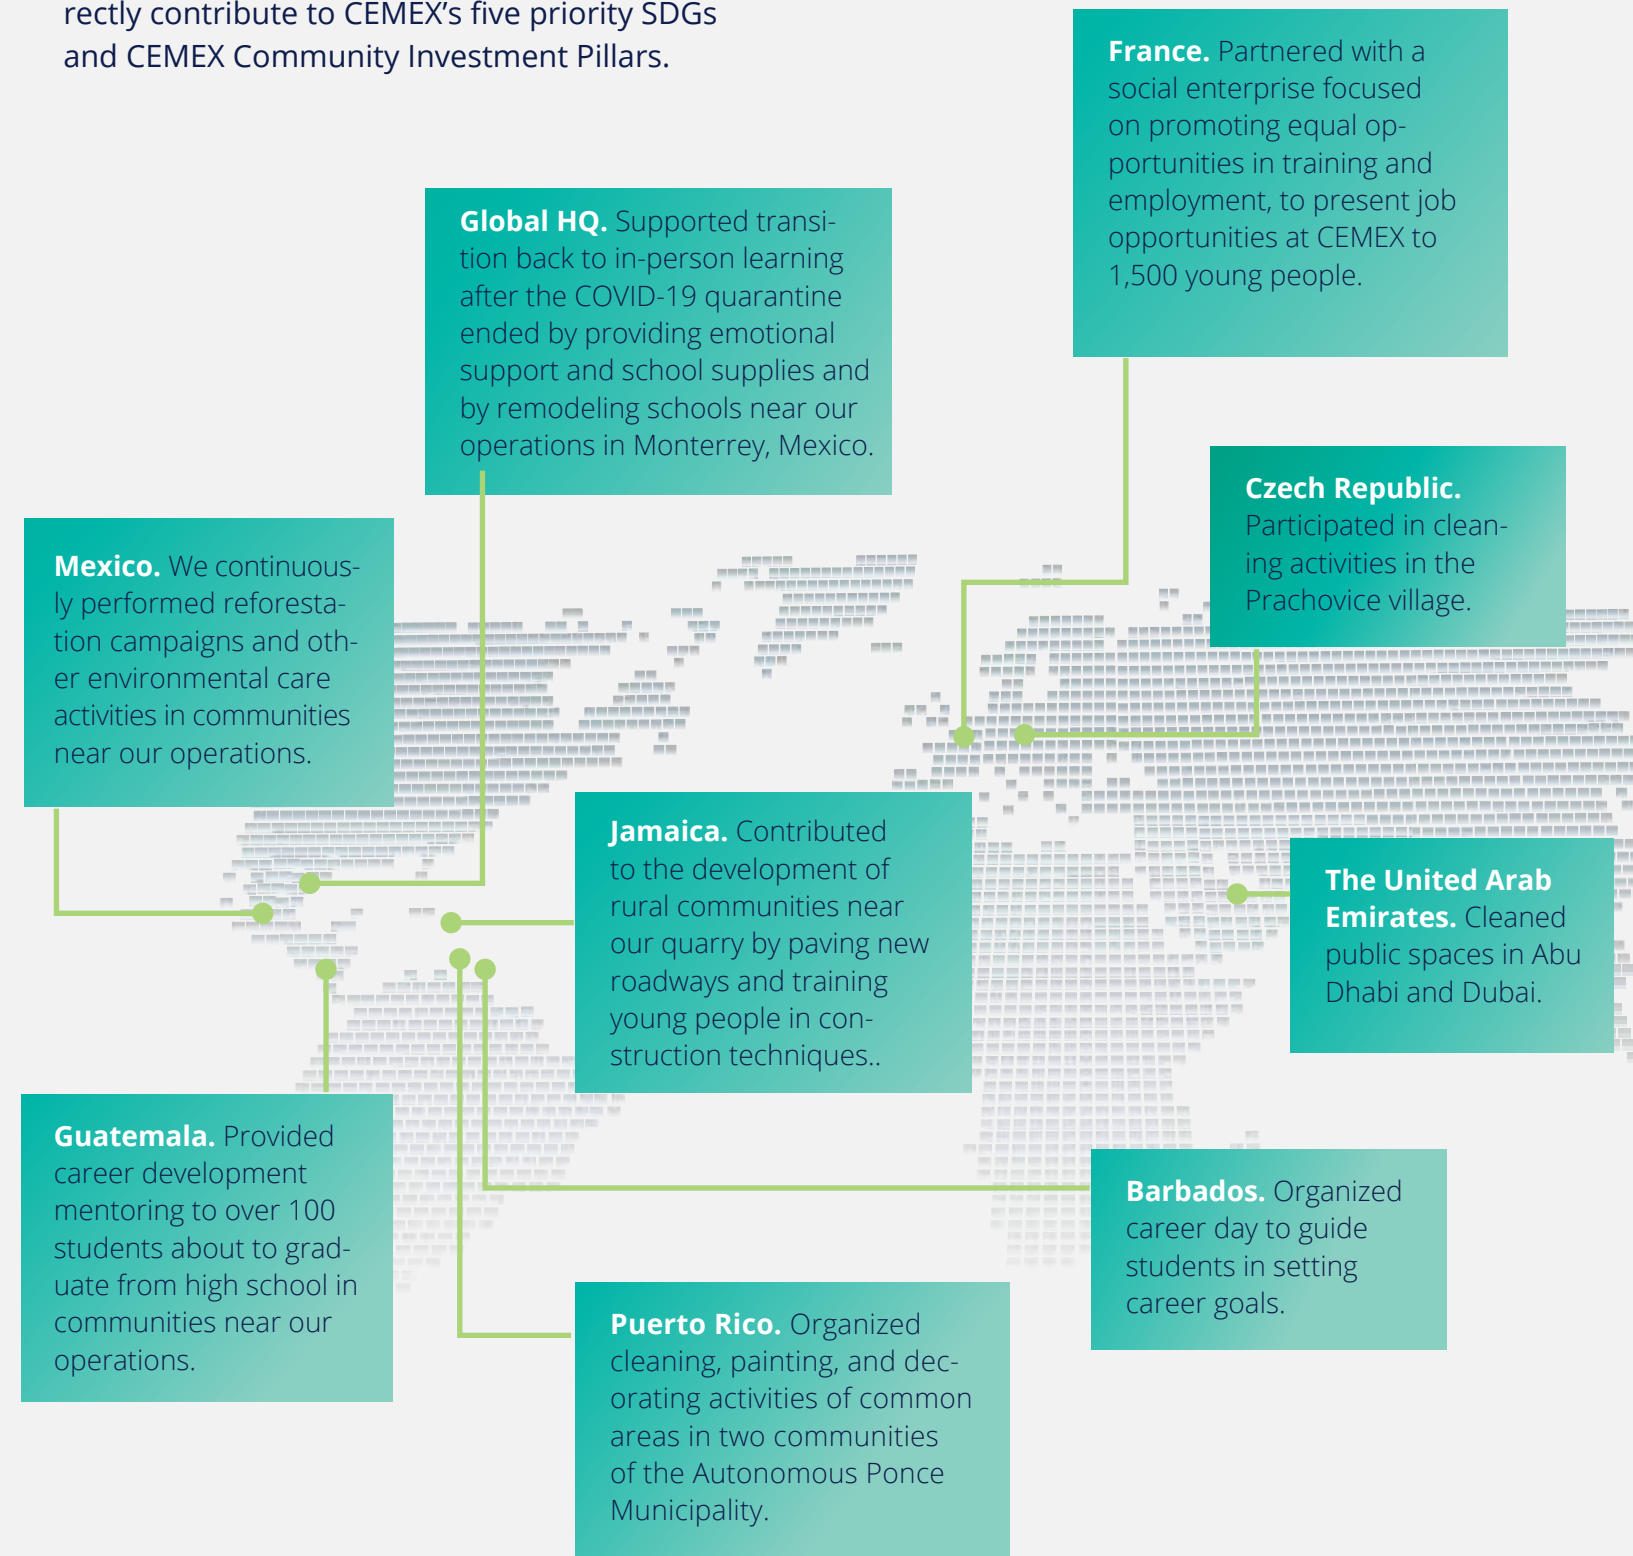 rectly contribute to CEMEX’s five priority SDGs
and CEMEX Community Investment Pillars.
France. Partnered with a
social enterprise focused
on promoting equal op-
portunities in training and
employment, to present job
opportunities at CEMEX to
1,500 young people.
Global HQ. Supported transi-
tion back to in-person learning
after the COVID-19 quarantine
ended by providing emotional
support and school supplies and
by remodeling schools near our
operations in Monterrey, Mexico.
Czech Republic.
Participated in clean-
ing activities in the
Prachovice village.
Mexico. We continuous-
ly performed reforesta-
tion campaigns and oth-
er environmental care
activities in communities
near our operations.
Jamaica. Contributed
to the development of
rural communities near
our quarry by paving new
roadways and training
young people in con-
struction techniques..
The United Arab
Emirates. Cleaned
public spaces in Abu
Dhabi and Dubai.
Guatemala. Provided
career development
mentoring to over 100
students about to grad-
uate from high school in
communities near our
operations.
Barbados. Organized
career day to guide
students in setting
career goals.
Puerto Rico. Organized
cleaning, painting, and dec-
orating activities of common
areas in two communities
of the Autonomous Ponce
Municipality.